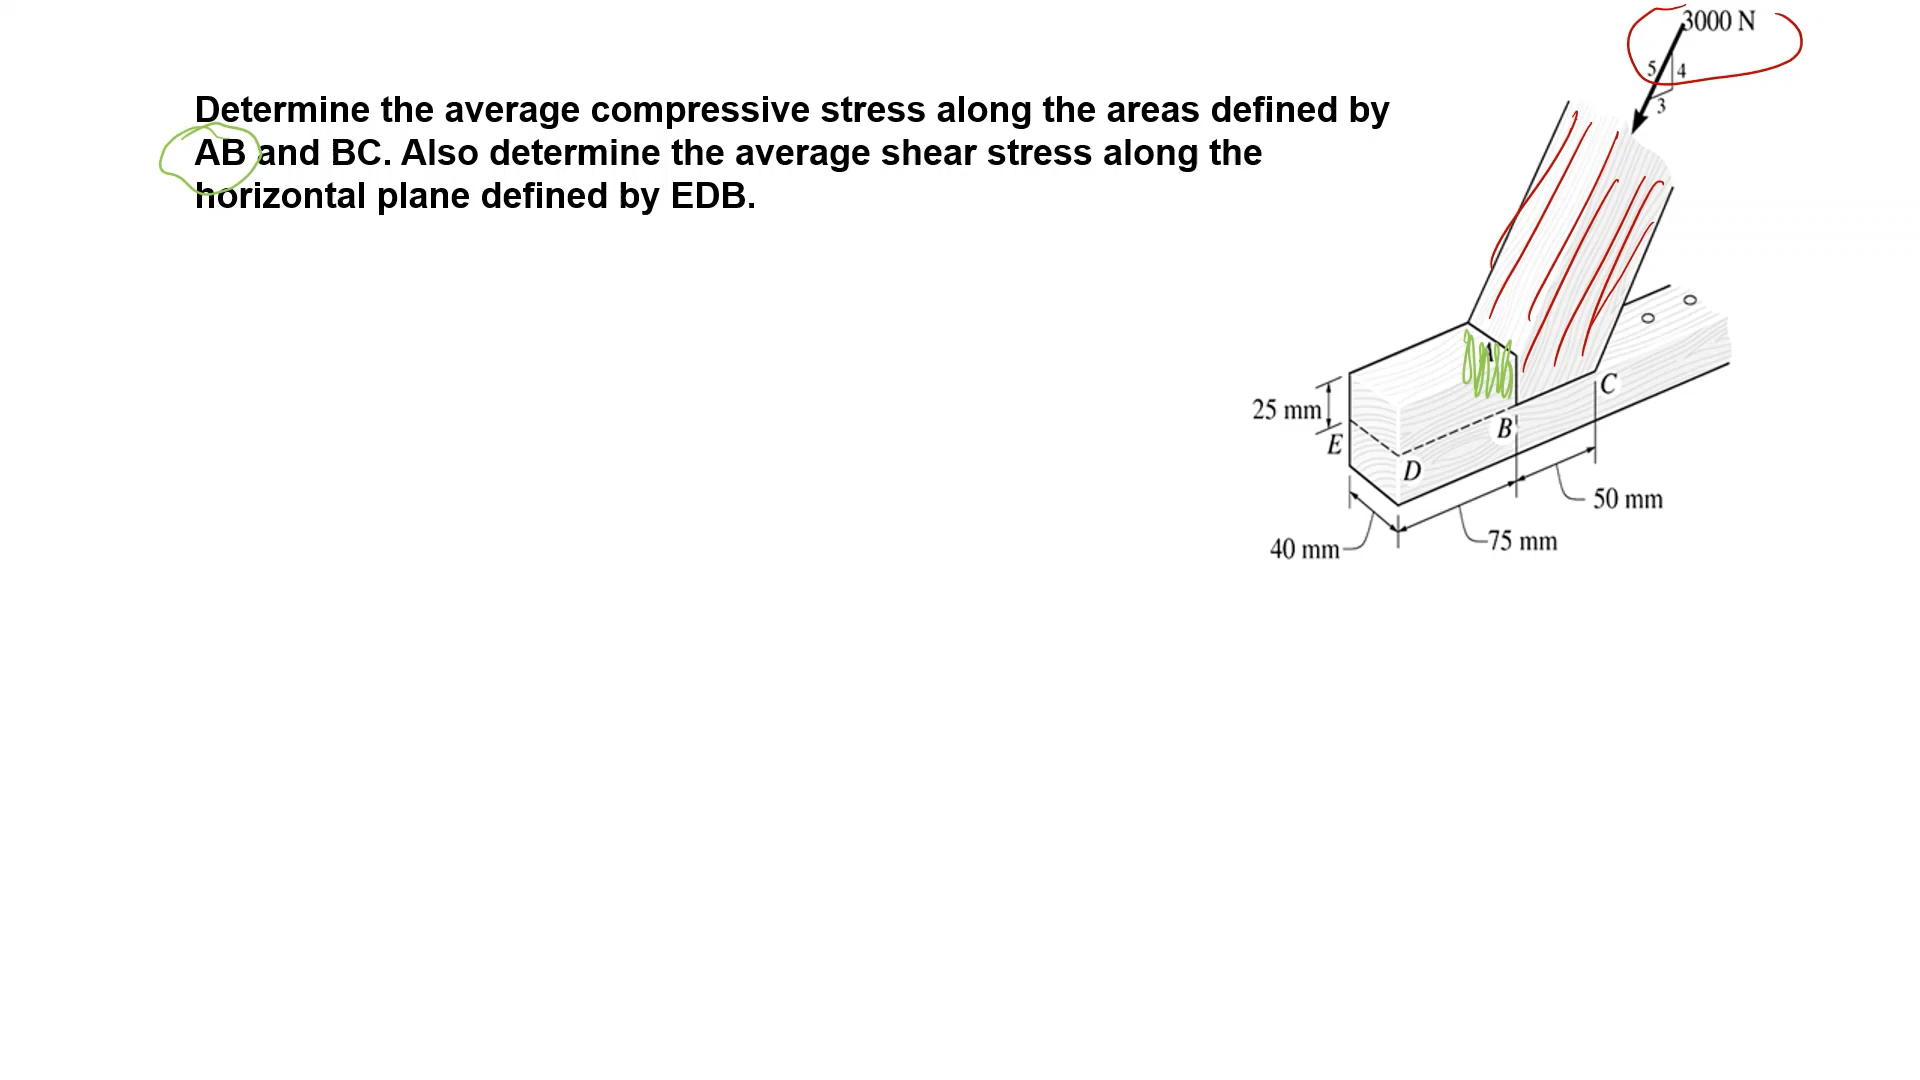 3000 N
5
4
3
Determine the average compressive stress along the areas defined by
AB and BC. Also determine the average shear stress along the
horizontal plane defined by EDB.
A
C
25 mm
B
E
D
50 mm
75 mm
40 mm